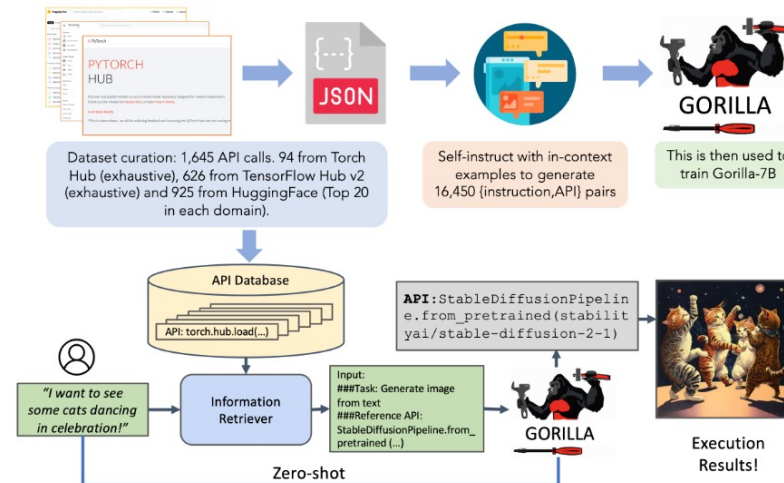 PYTORCH
HUB
JSON
GORILLA
Dataset curation: 1,645 API calls. 94 from Torch
Hub (exhaustive), 626 from TensorFlow Hub v2
(exhaustive) and 925 from HuggingFace (Top 20
in each domain).
Self-instruct with in-context
examples to generate
16,450 {instruction,API} pairs
This is then used to
train Gorilla-7B
API Database
API: torch.hub.load(...)
API:StableDiffusionPipelin
e.from_pretrained(stabilit
yai/stable-diffusion-2-1)
"I want to see
some cats dancing
in celebration!"
Information
Retriever
Input:
###Task: Generate image
from text
###Reference API:
StableDiffusionPipeline.from_
pretrained (...)
GORILLA
Execution
Results!
Zero-shot